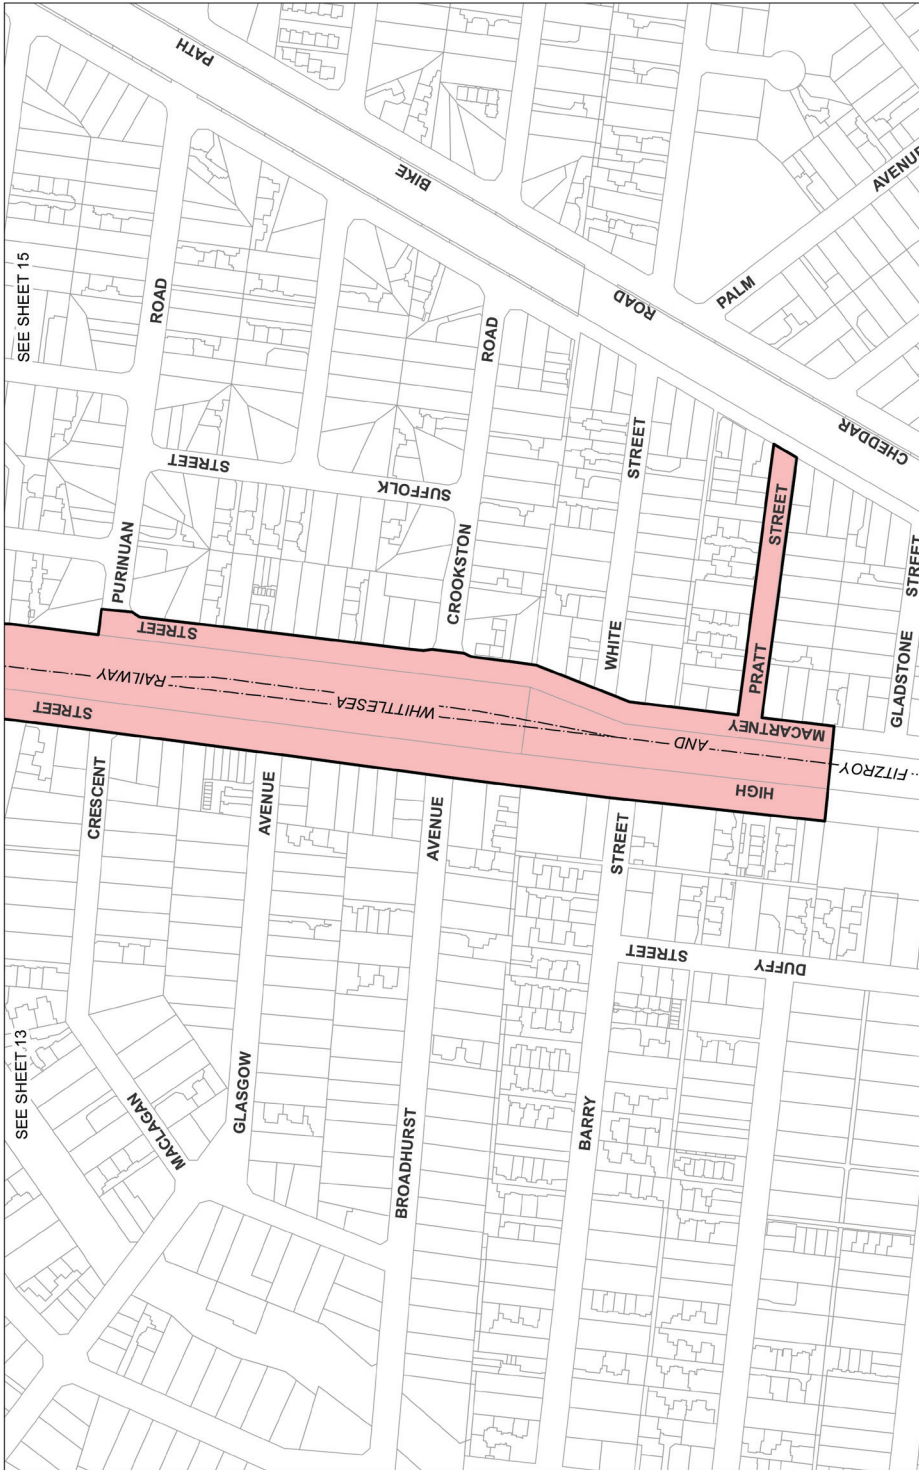 PATH
BIKE
ROAD
CHEDDAR
AVENUE
PALM
SEE SHEET 15
ROAD
PURINUAN
STREET
SUFFOLK
ROAD
CROOKSTON
STREET
WHITE
STREET
PRATT
STREET
GLADSTONE
STREET
MACARTNEY
RAILWAY
WHITTLESEA
AND
FITZROY
STREET
HIGH
CRESCENT
MACLAGAN
AVENUE
GLASGOW
AVENUE
BROADHURST
STREET
BARRY
STREET
DUFFY
SEE SHEET 13